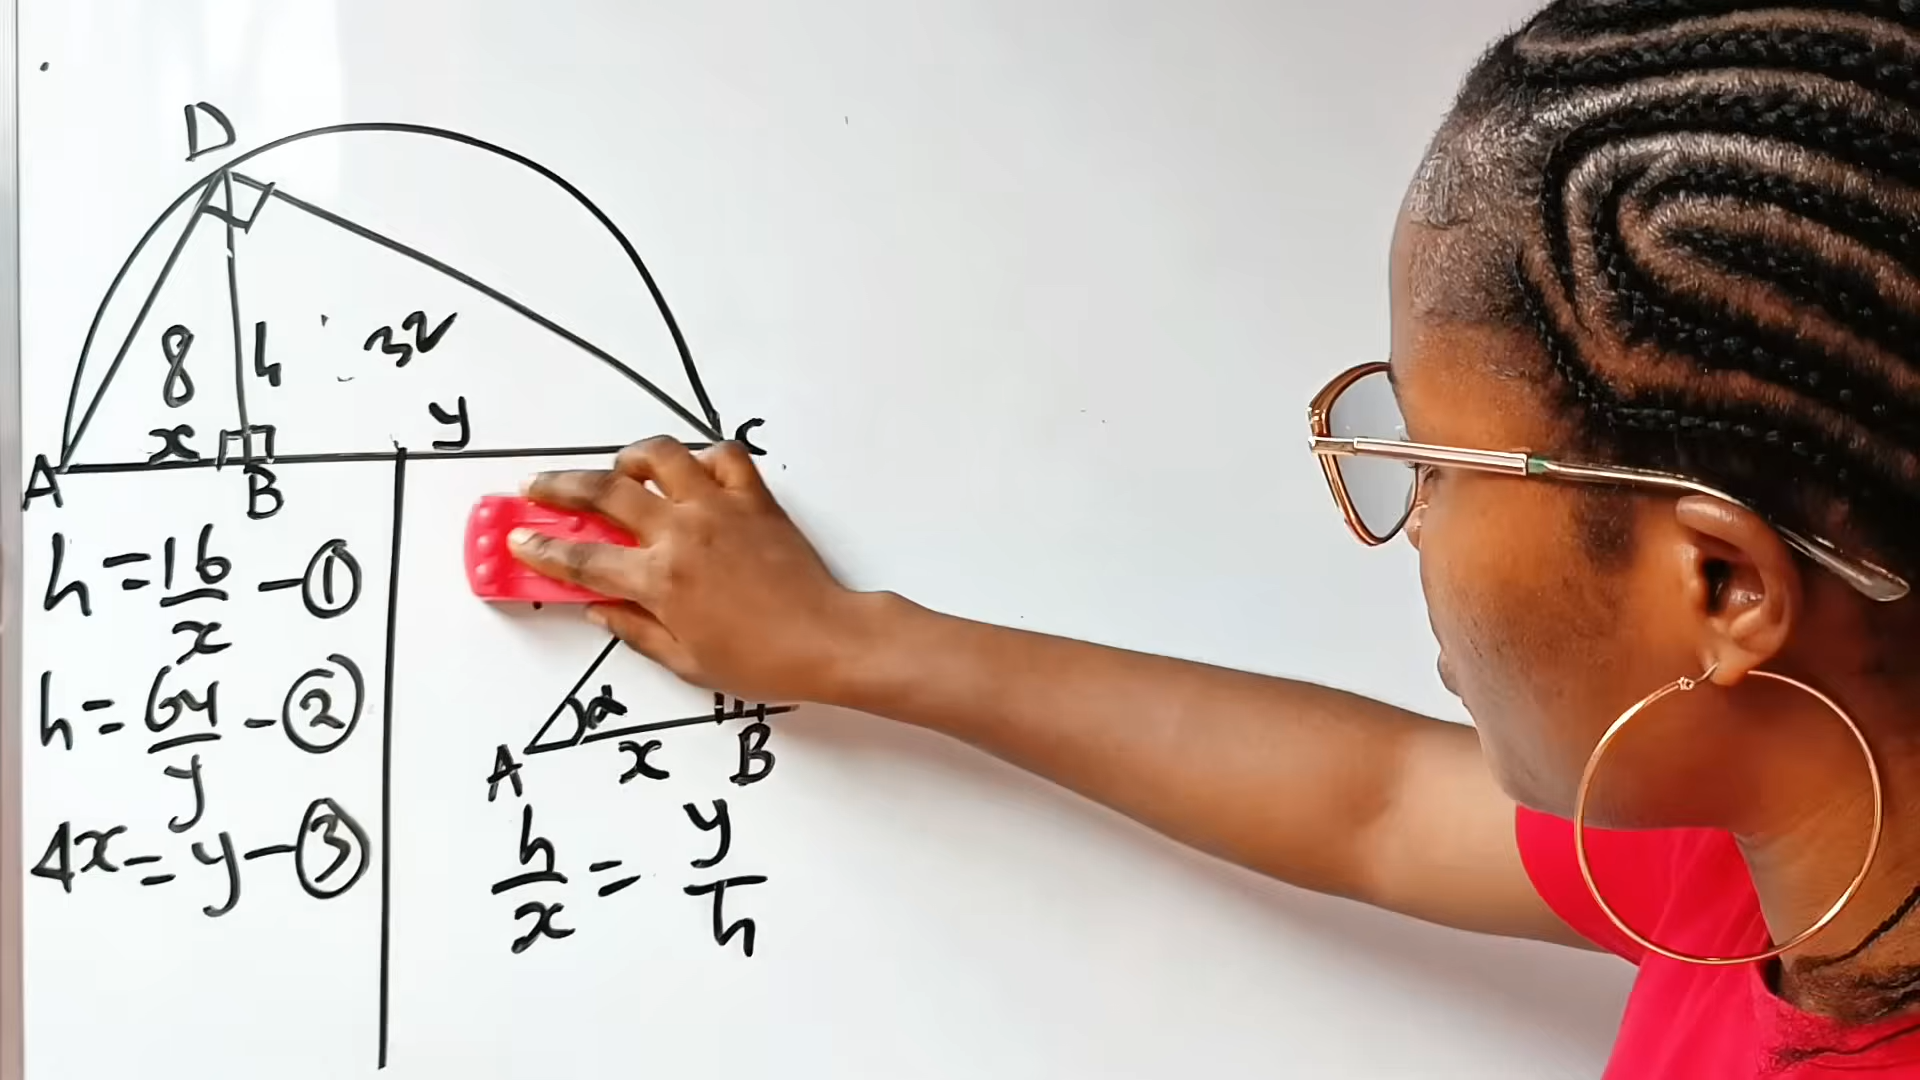 D
8 h 32
x y
A B C
h = 16/x - ①
h = 64/y - ②
4x = y - ③
α
A x B
h/x = y/h